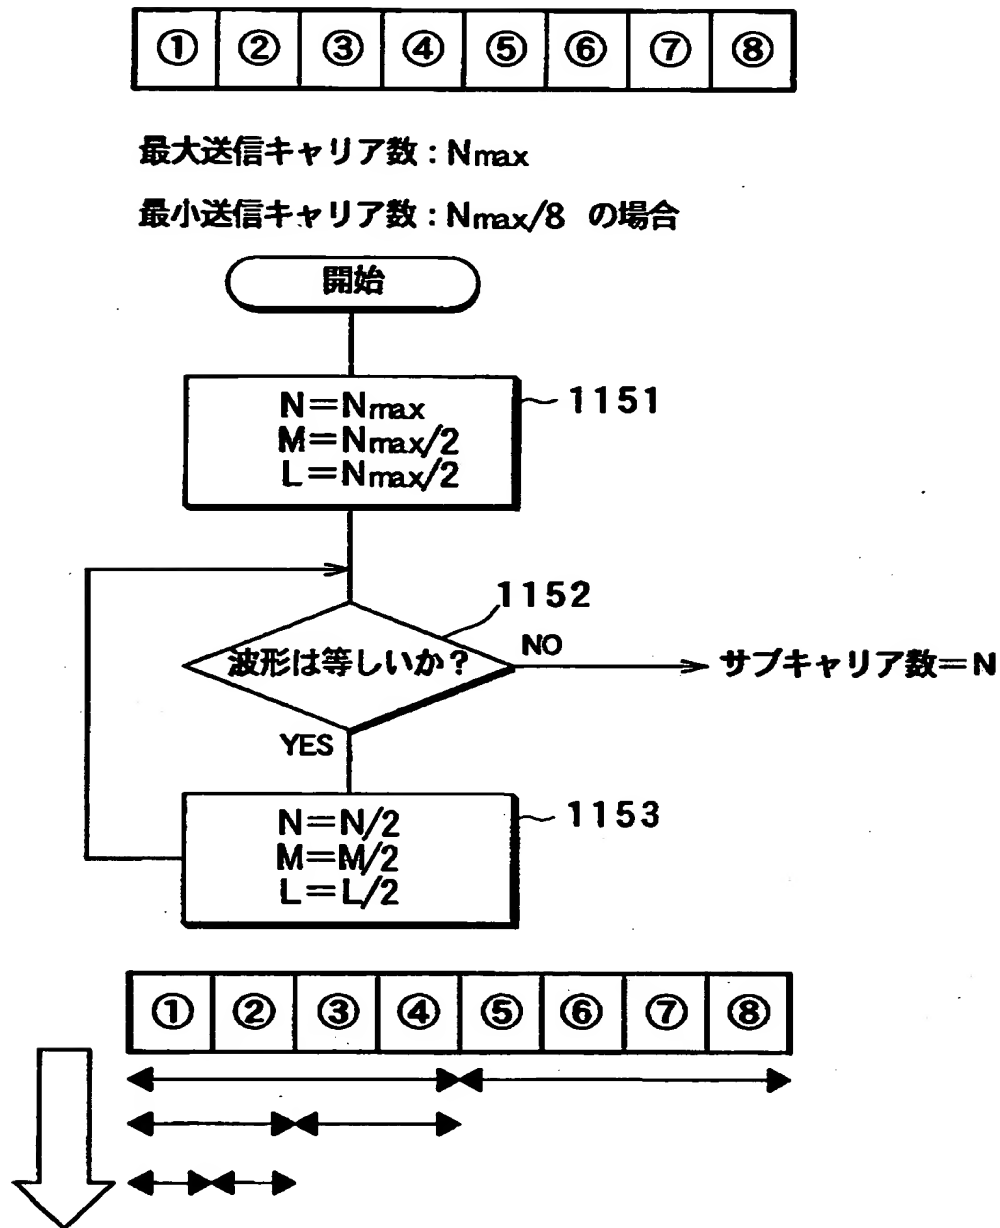 ① ② ③ ④ ⑤ ⑥ ⑦ ⑧
最大送信キャリア数：Nmax
最小送信キャリア数：Nmax/8 の場合
開始
N＝Nmax
M＝Nmax/2
L＝Nmax/2
1151
1152
波形は等しいか？
NO
サブキャリア数＝N
YES
N＝N/2
M＝M/2
L＝L/2
1153
① ② ③ ④ ⑤ ⑥ ⑦ ⑧